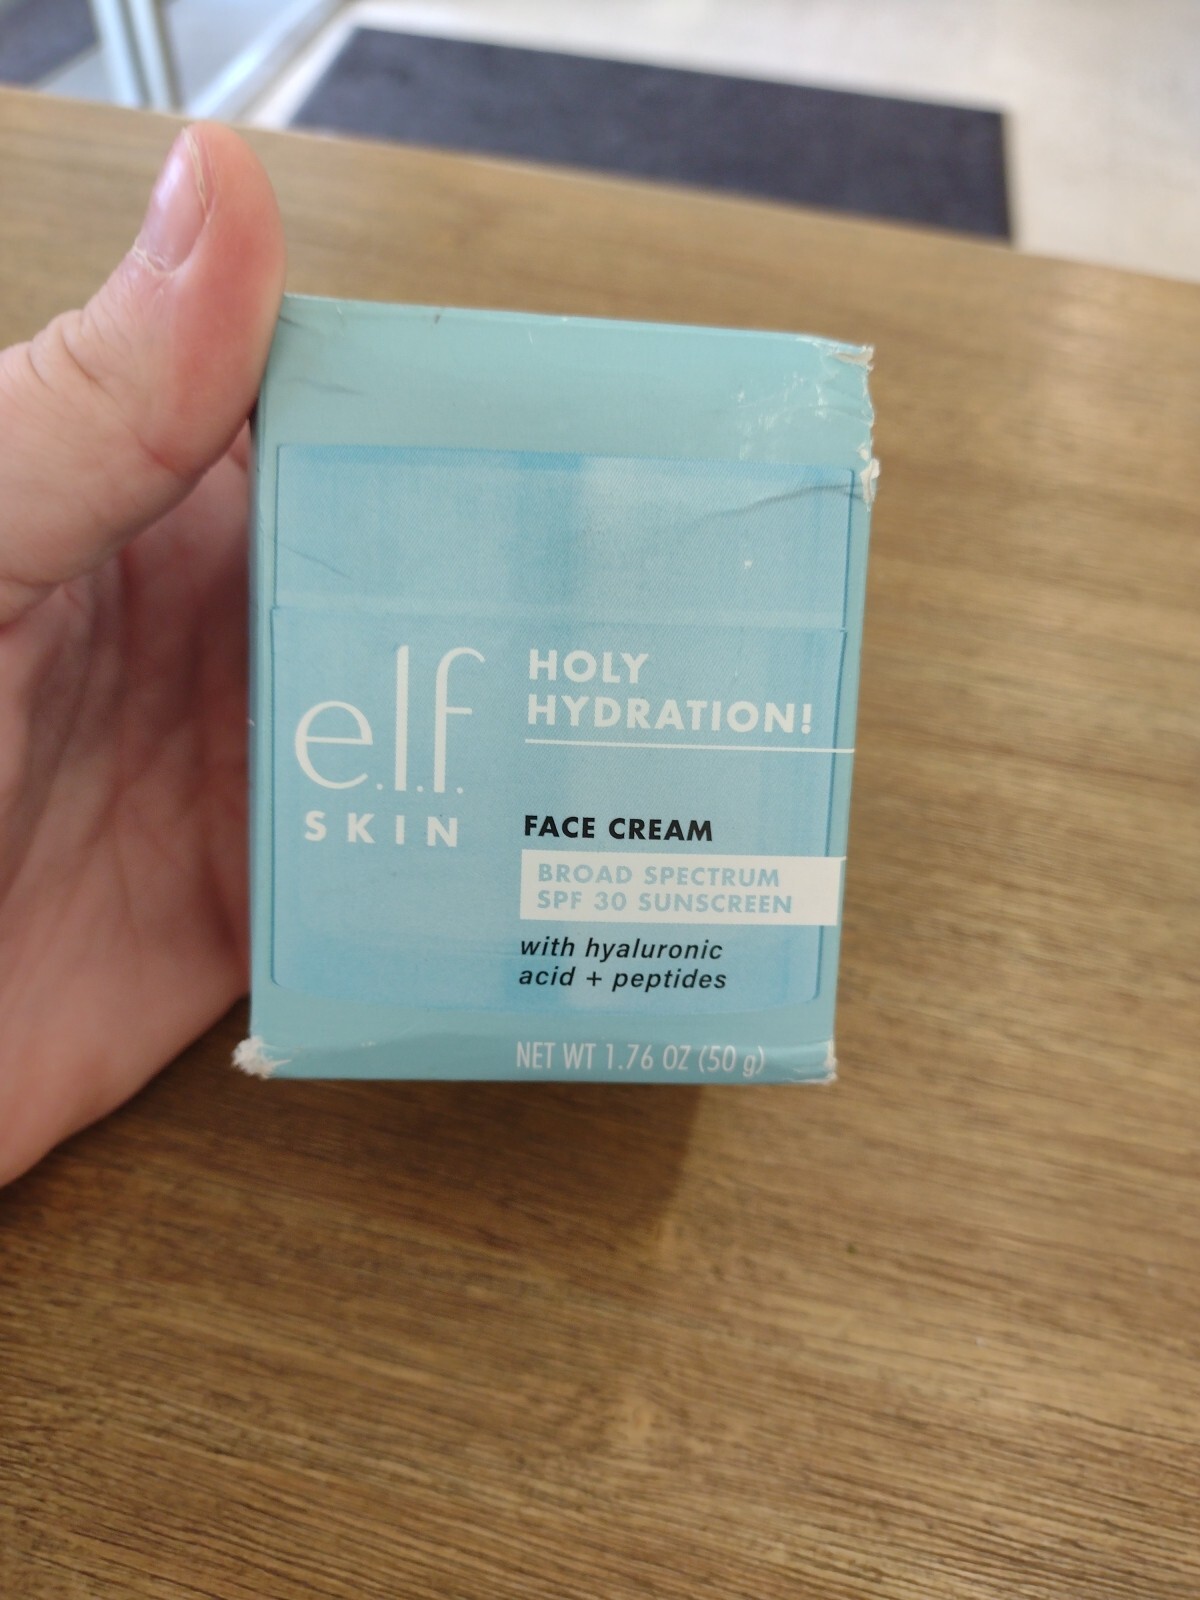 e.l.f.
SKIN
HOLY
HYDRATION!
FACE CREAM
BROAD SPECTRUM
SPF 30 SUNSCREEN
with hyaluronic
acid + peptides
NET WT 1.76 OZ (50 g)